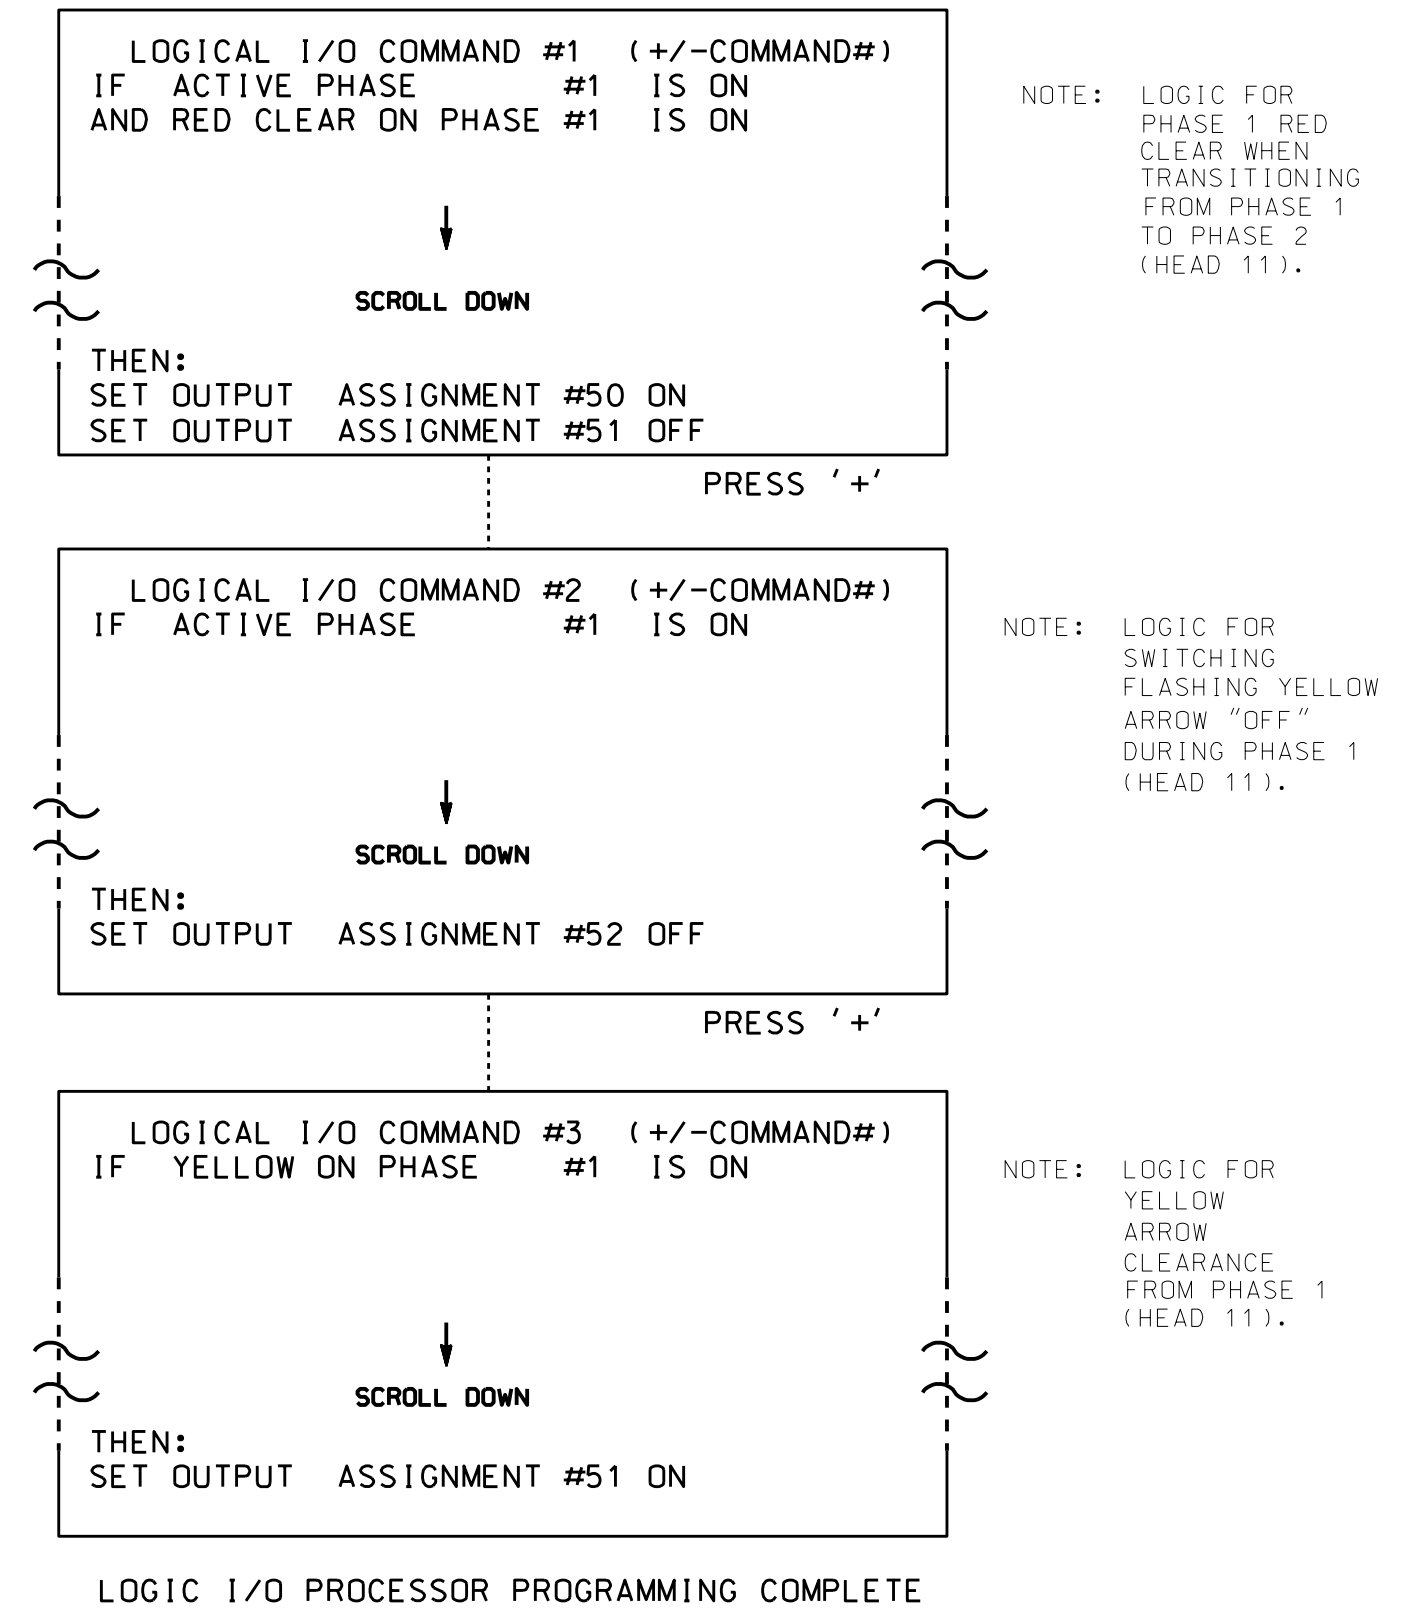 LOGICAL I/O COMMAND #1 (+/-COMMAND#)
IF ACTIVE PHASE #1 IS ON
AND RED CLEAR ON PHASE #1 IS ON
SCROLL DOWN
THEN:
SET OUTPUT ASSIGNMENT #50 ON
SET OUTPUT ASSIGNMENT #51 OFF
NOTE: LOGIC FOR
PHASE 1 RED
CLEAR WHEN
TRANSITIONING
FROM PHASE 1
TO PHASE 2
(HEAD 11).
PRESS '+'
LOGICAL I/O COMMAND #2 (+/-COMMAND#)
IF ACTIVE PHASE #1 IS ON
SCROLL DOWN
THEN:
SET OUTPUT ASSIGNMENT #52 OFF
NOTE: LOGIC FOR
SWITCHING
FLASHING YELLOW
ARROW "OFF"
DURING PHASE 1
(HEAD 11).
PRESS '+'
LOGICAL I/O COMMAND #3 (+/-COMMAND#)
IF YELLOW ON PHASE #1 IS ON
SCROLL DOWN
THEN:
SET OUTPUT ASSIGNMENT #51 ON
NOTE: LOGIC FOR
YELLOW
ARROW
CLEARANCE
FROM PHASE 1
(HEAD 11).
LOGIC I/O PROCESSOR PROGRAMMING COMPLETE